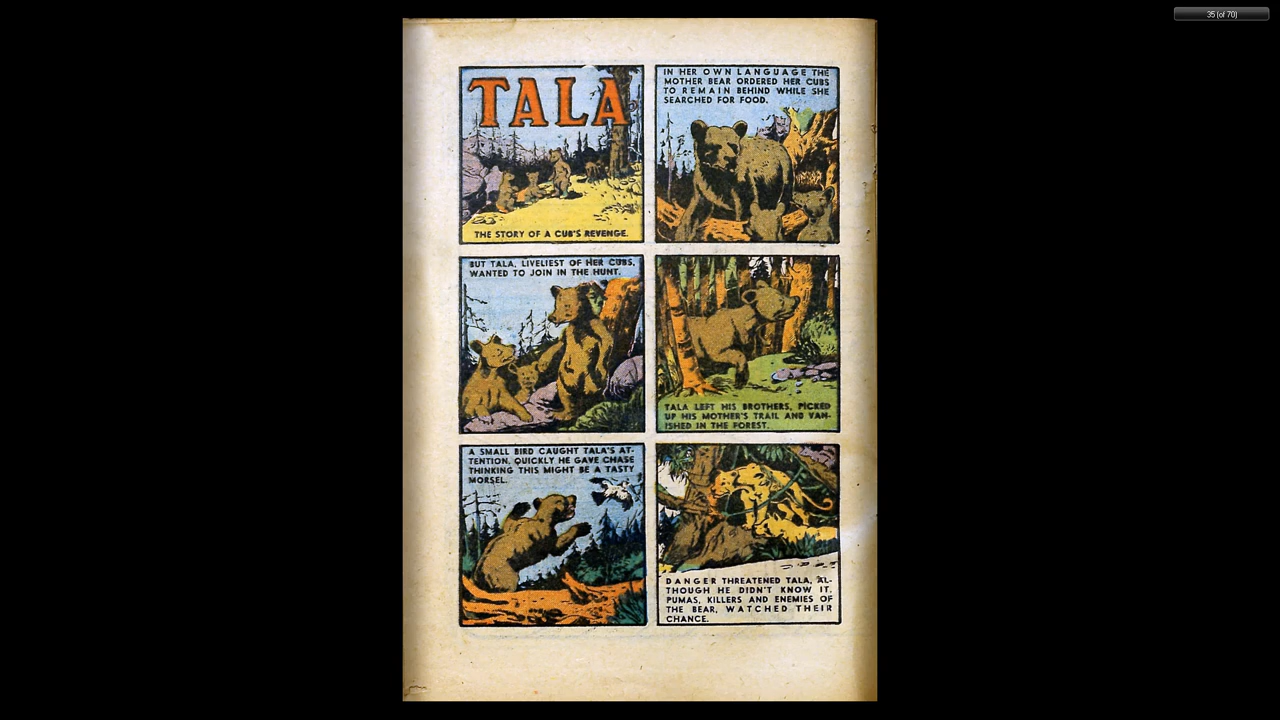 35 (of 70)
TALA
THE STORY OF A CUB'S REVENGE.
IN HER OWN LANGUAGE THE
MOTHER BEAR ORDERED HER CUBS
TO REMAIN BEHIND WHILE SHE
SEARCHED FOR FOOD.
BUT TALA, LIVELIEST OF HER CUBS,
WANTED TO JOIN IN THE HUNT.
TALA LEFT HIS BROTHERS, PICKED
UP HIS MOTHER'S TRAIL AND VAN-
ISHED IN THE FOREST.
A SMALL BIRD CAUGHT TALA'S AT-
TENTION. QUICKLY HE GAVE CHASE
THINKING THIS MIGHT BE A TASTY
MORSEL.
DANGER THREATENED TALA, AL-
THOUGH HE DIDN'T KNOW IT.
PUMAS, KILLERS AND ENEMIES OF
THE BEAR, WATCHED THEIR
CHANCE.